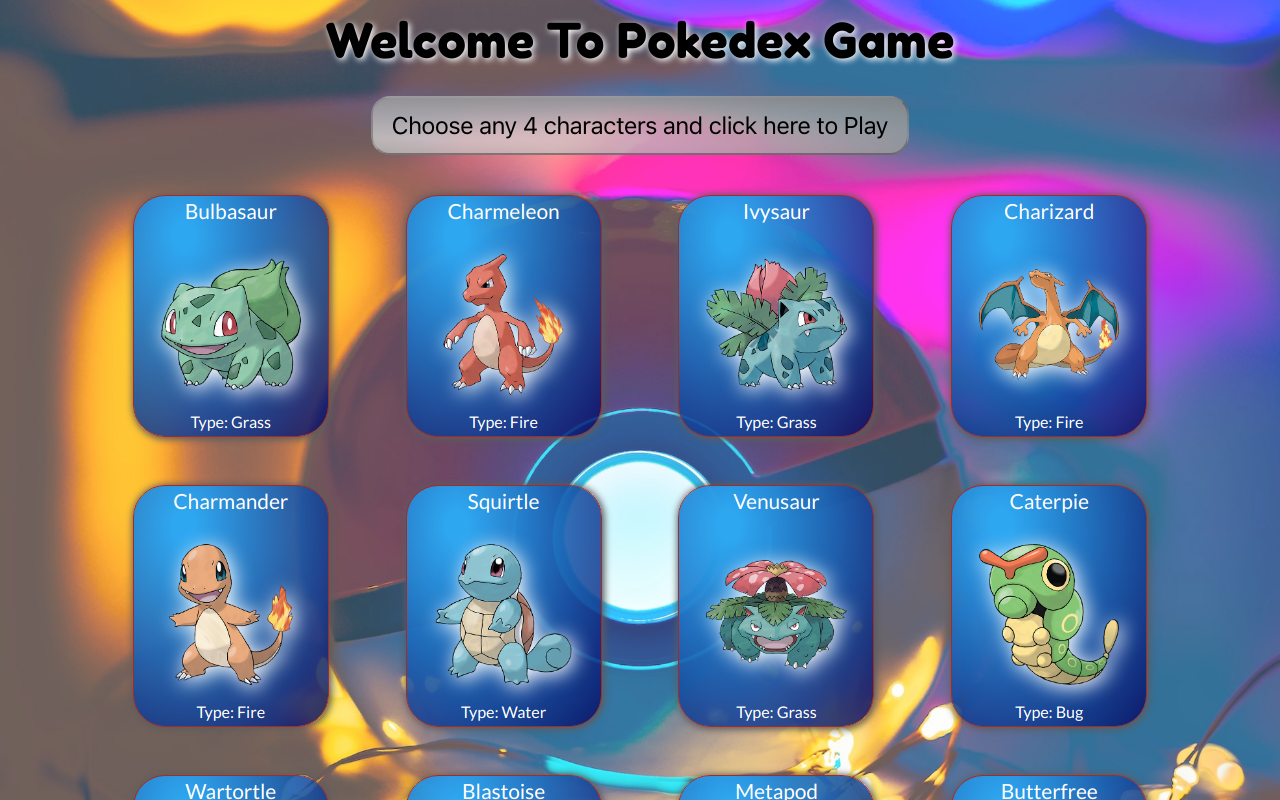 Welcome To Pokedex Game
Choose any 4 characters and click here to Play
Bulbasaur
Charmeleon
Ivysaur
Charizard
Type: Grass
Type: Fire
Type: Grass
Type: Fire
Charmander
Squirtle
Venusaur
Caterpie
Type: Fire
Type: Water
Type: Grass
Type: Bug
Wartortle
Blastoise
Metapod
Butterfree